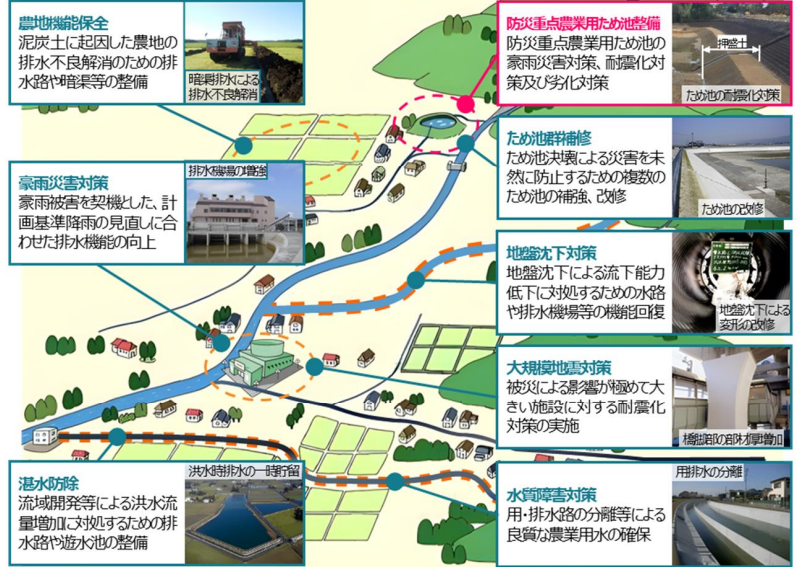 農地機能保全
泥炭土に起因した農地の
排水不良解消のための排
水路や暗渠等の整備
暗渠排水による
排水不良解消
豪雨災害対策
豪雨被害を契機とした、計
画基準降雨の見直しに合
わせた排水機能の向上
排水機場の増強
湛水防除
流域開発等による洪水流
量増加に対処するための排
水路や遊水池の整備
洪水時排水の一時貯留
防災重点農業用ため池整備
防災重点農業用ため池の
豪雨災害対策、耐震化対
策及び劣化対策
押盛土
ため池の耐震化対策
ため池群補修
ため池決壊による災害を未
然に防止するための複数の
ため池の補強、改修
ため池の改修
地盤沈下対策
地盤沈下による流下能力
低下に対処するための水路
や排水機場等の機能回復
地盤沈下による
変形の改修
大規模地震対策
被災による影響が極めて大
きい施設に対する耐震化
対策の実施
橋脚部の部材厚増加
水質障害対策
用・排水路の分離等による
良質な農業用水の確保
用排水の分離